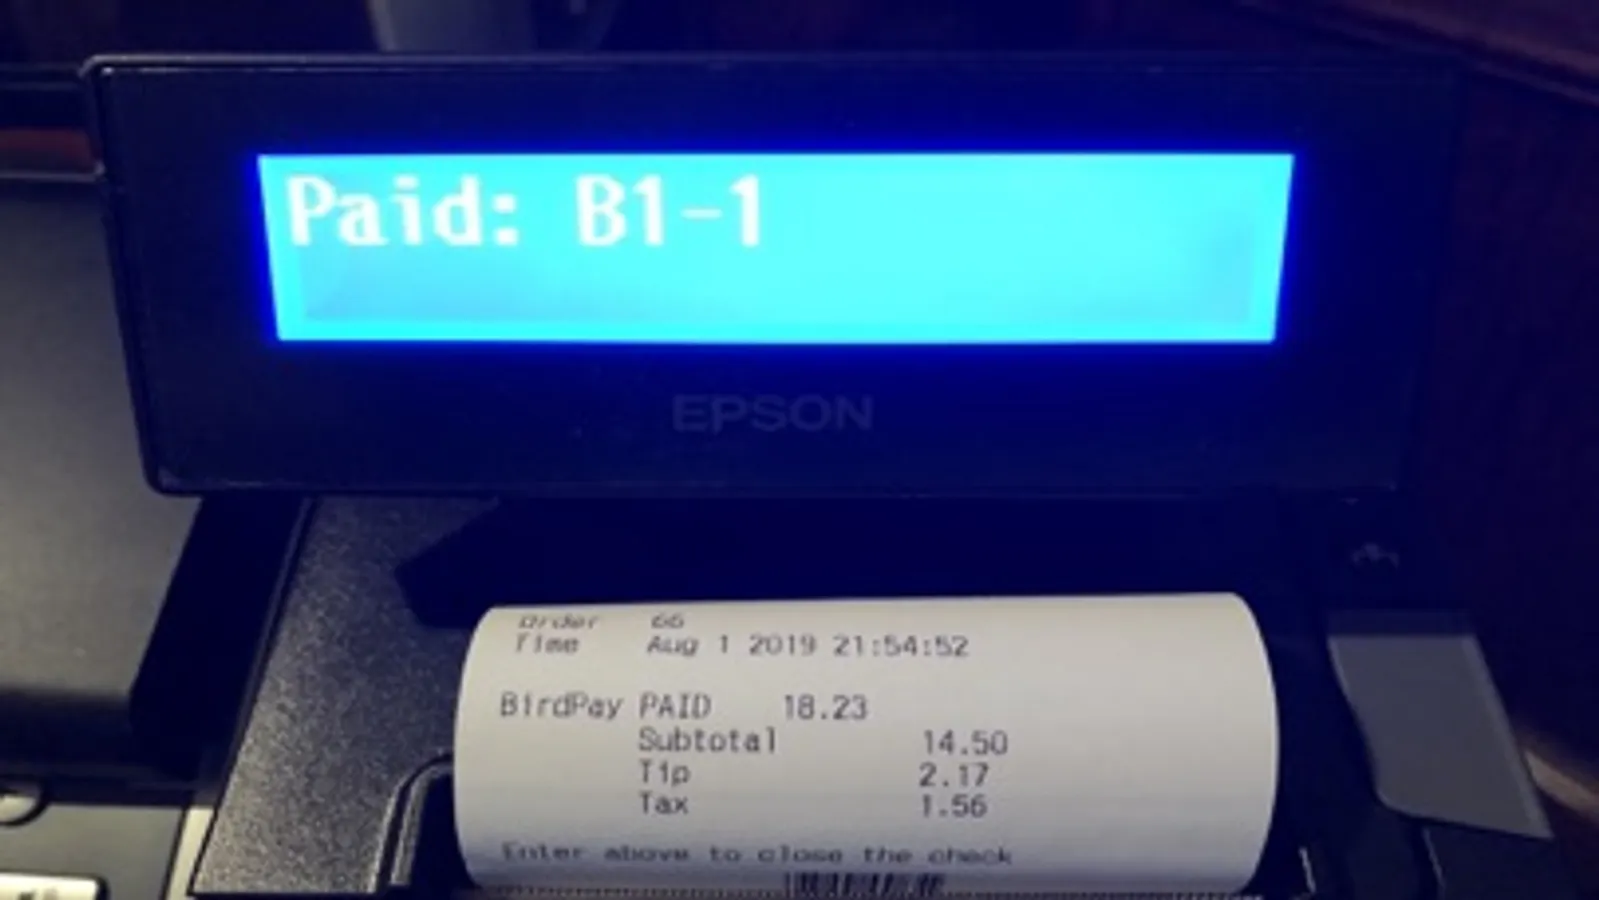 Paid: B1-1
EPSON
Order 66
Time Aug 1 2019 21:54:52
BirdPay PAID 18.23
Subtotal 14.50
Tip 2.17
Tax 1.56
Enter above to close the check